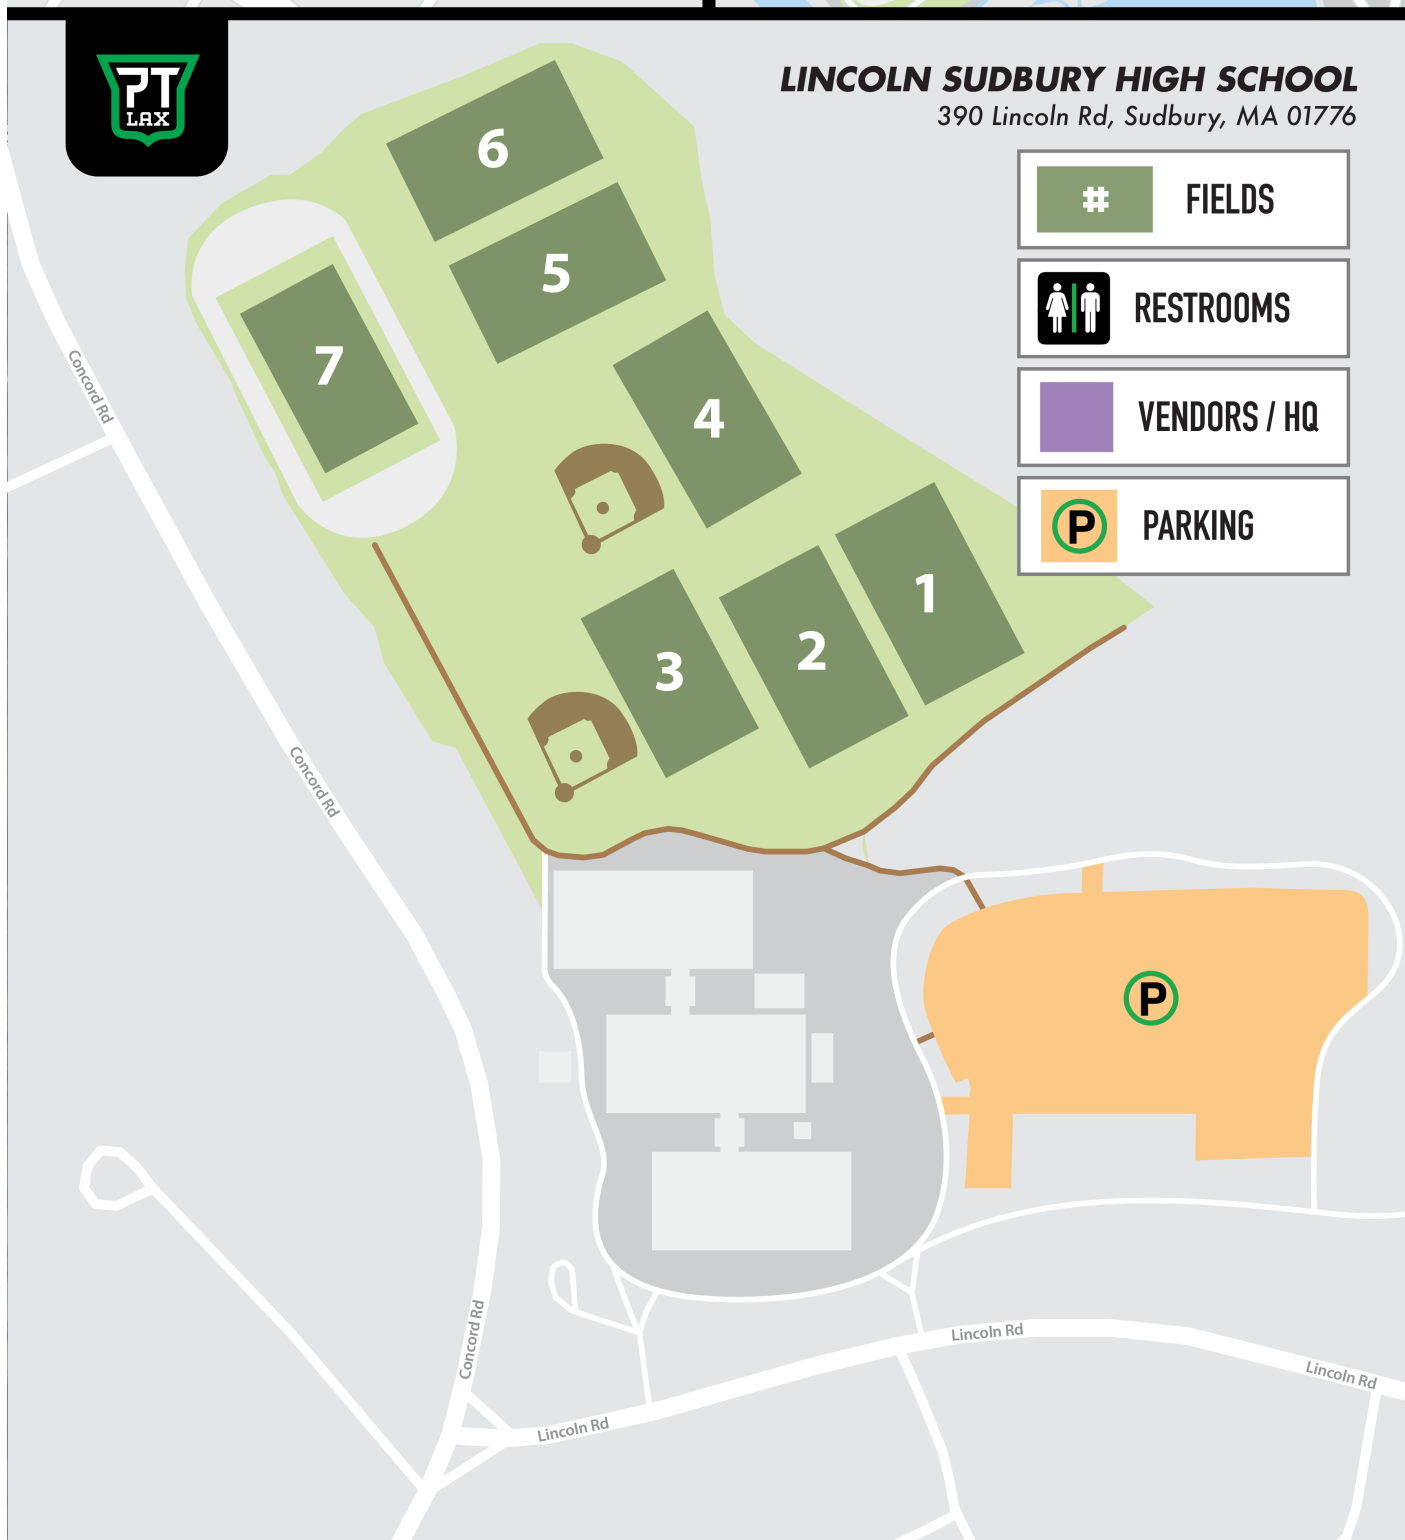 PT
LAX
LINCOLN SUDBURY HIGH SCHOOL
390 Lincoln Rd, Sudbury, MA 01776
# FIELDS
RESTROOMS
VENDORS / HQ
P PARKING
6
5
7
4
1
2
3
P
Concord Rd
Concord Rd
Concord Rd
Lincoln Rd
Lincoln Rd
Lincoln Rd